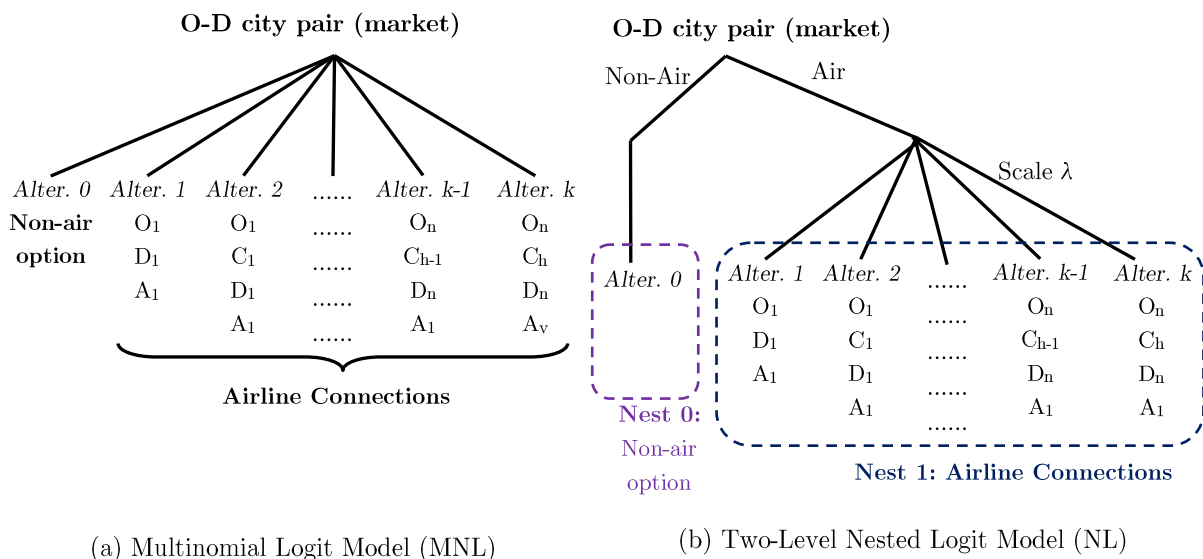 O-D city pair (market)
Alter. 0 Alter. 1 Alter. 2 ...... Alter. k-1 Alter. k
Non-air O₁ O₁ ...... Oₙ Oₙ
option D₁ C₁ ...... Cₕ₋₁ Cₕ
A₁ D₁ ...... Dₙ Dₙ
A₁ ...... A₁ Aᵥ
Airline Connections
(a) Multinomial Logit Model (MNL)
O-D city pair (market)
Non-Air Air
Scale λ
Alter. 0 Alter. 1 Alter. 2 ...... Alter. k-1 Alter. k
O₁ O₁ ...... Oₙ Oₙ
D₁ C₁ ...... Cₕ₋₁ Cₕ
A₁ D₁ ...... Dₙ Dₙ
A₁ ...... A₁ A₁
Nest 0:
Non-air
option
Nest 1: Airline Connections
(b) Two-Level Nested Logit Model (NL)